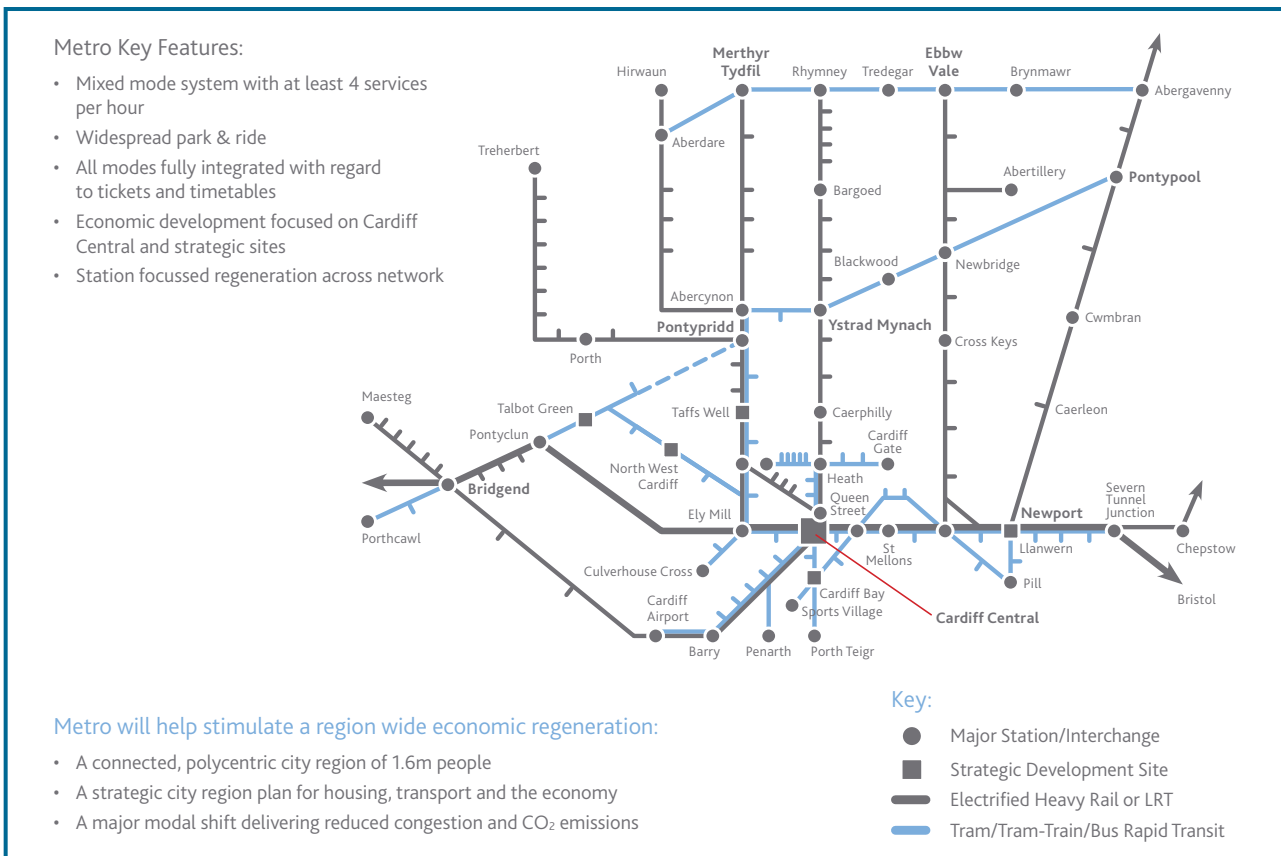 Metro Key Features:
• Mixed mode system with at least 4 services
per hour
• Widespread park & ride
• All modes fully integrated with regard
to tickets and timetables
• Economic development focused on Cardiff
Central and strategic sites
• Station focussed regeneration across network
Hirwaun
Merthyr
Tydfil
Rhymney
Tredegar
Ebbw
Vale
Brynmawr
Abergavenny
Aberdare
Treherbert
Bargoed
Abertillery
Pontypool
Blackwood
Newbridge
Abercynon
Pontypridd
Ystrad Mynach
Cwmbran
Porth
Cross Keys
Maesteg
Talbot Green
Taffs Well
Caerphilly
Caerleon
Pontyclun
North West
Cardiff
Cardiff
Gate
Heath
Bridgend
Queen
Street
Ely Mill
Newport
Severn
Tunnel
Junction
Porthcawl
St
Mellons
Llanwern
Chepstow
Culverhouse Cross
Pill
Bristol
Cardiff
Airport
Cardiff Bay
Sports Village
Cardiff Central
Barry
Penarth
Porth Teigr
Metro will help stimulate a region wide economic regeneration:
• A connected, polycentric city region of 1.6m people
• A strategic city region plan for housing, transport and the economy
• A major modal shift delivering reduced congestion and CO₂ emissions
Key:
Major Station/Interchange
Strategic Development Site
Electrified Heavy Rail or LRT
Tram/Tram-Train/Bus Rapid Transit